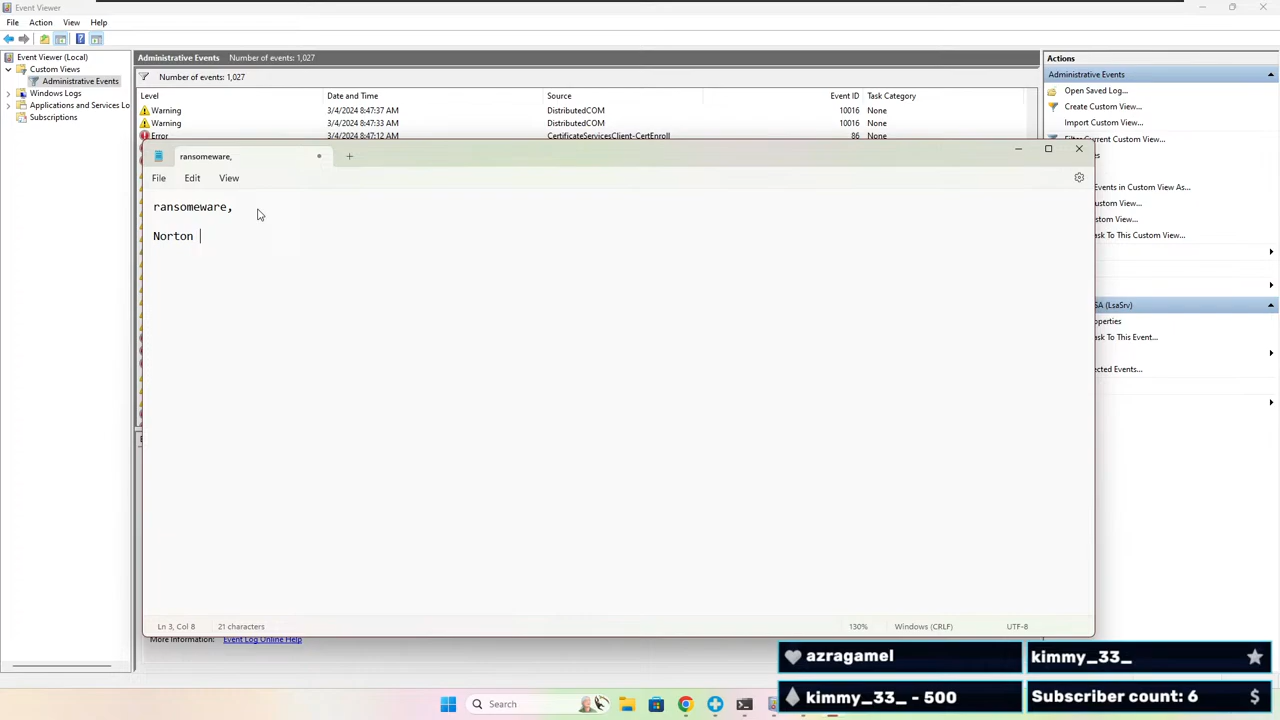 Event Viewer
File Action View Help
Event Viewer (Local)
Custom Views
Administrative Events
Windows Logs
Applications and Services Lo
Subscriptions
Administrative Events Number of events: 1,027
Number of events: 1,027
Level Date and Time Source Event ID Task Category
Warning 3/4/2024 8:47:37 AM DistributedCOM 10016 None
Warning 3/4/2024 8:47:33 AM DistributedCOM 10016 None
Error 3/4/2024 8:47:12 AM CertificateServicesClient-CertEnroll 86 None
Actions
Administrative Events
Open Saved Log...
Create Custom View...
Import Custom View...
Filter Current Custom View...
es
Events in Custom View As...
om View...
om View...
ask To This Custom View...
SA (LsaSrv)
operties
ask To This Event...
ected Events...
ransomeware,
File Edit View
ransomeware,
Norton
Ln 3, Col 8 21 characters 130% Windows (CRLF) UTF-8
More Information: Event Log Online Help
azragamel
kimmy_33_
kimmy_33_ - 500
Subscriber count: 6
Search